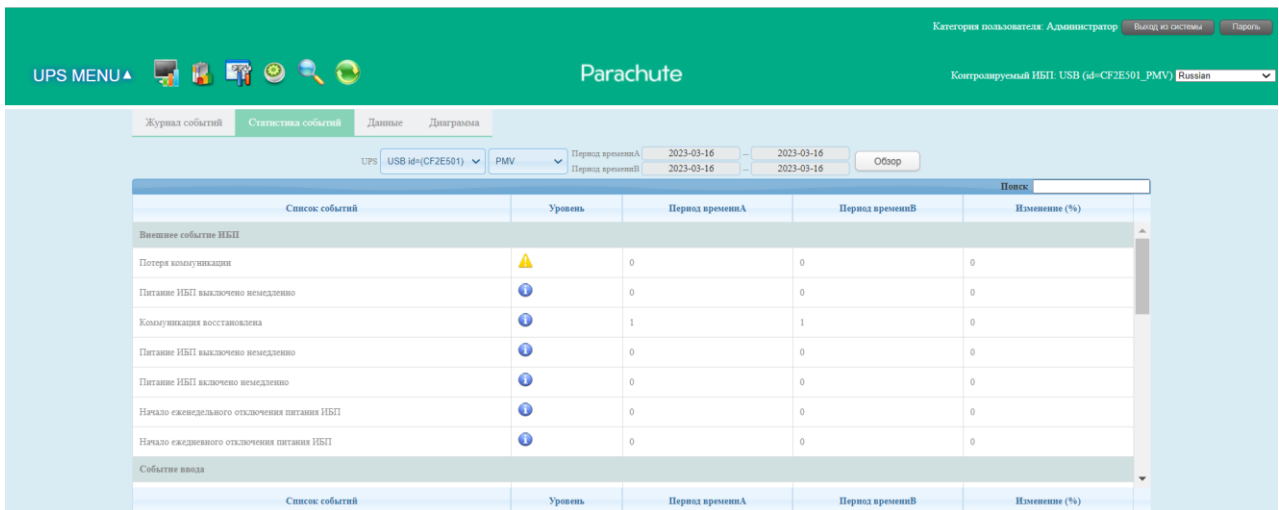 Категория пользователя: Администратор Выход из системы Пароль
UPS MENU Parachute Контролируемый ИБП: USB (id=CF2E501_PMV) Russian
Журнал событий Статистика событий Данные Диаграмма
UPS USB id=(CF2E501) PMV Период времениА 2023-03-16 – 2023-03-16 Обзор
Период времениВ 2023-03-16 – 2023-03-16
Поиск
Список событий Уровень Период времениА Период времениВ Изменение (%)
Внешнее событие ИБП
Потеря коммуникации 0 0 0
Питание ИБП выключено немедленно 0 0 0
Коммуникация восстановлена 1 1 0
Питание ИБП выключено немедленно 0 0 0
Питание ИБП включено немедленно 0 0 0
Начало еженедельного отключения питания ИБП 0 0 0
Начало ежедневного отключения питания ИБП 0 0 0
Событие ввода
Список событий Уровень Период времениА Период времениВ Изменение (%)